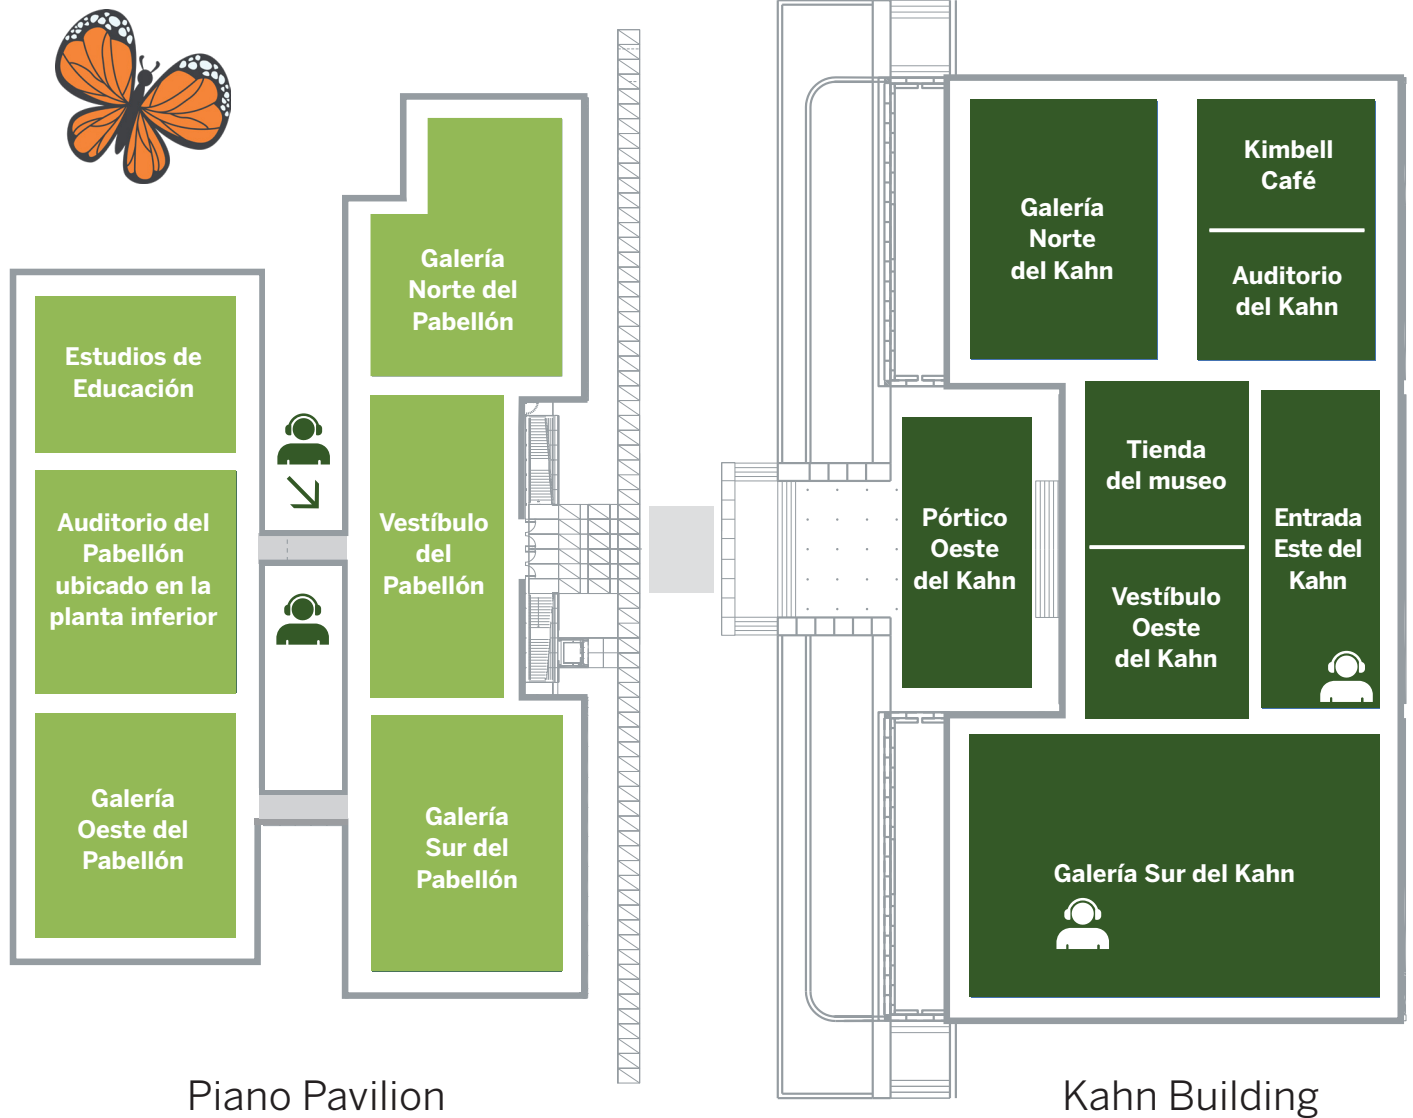 Galería
Norte del
Pabellón
Estudios de
Educación
Auditorio del
Pabellón
ubicado en la
planta inferior
Vestíbulo
del
Pabellón
Galería
Oeste del
Pabellón
Galería
Sur del
Pabellón
Piano Pavilion
Galería
Norte
del Kahn
Kimbell
Café
Auditorio
del Kahn
Pórtico
Oeste
del Kahn
Tienda
del museo
Vestíbulo
Oeste
del Kahn
Entrada
Este del
Kahn
Galería Sur del Kahn
Kahn Building